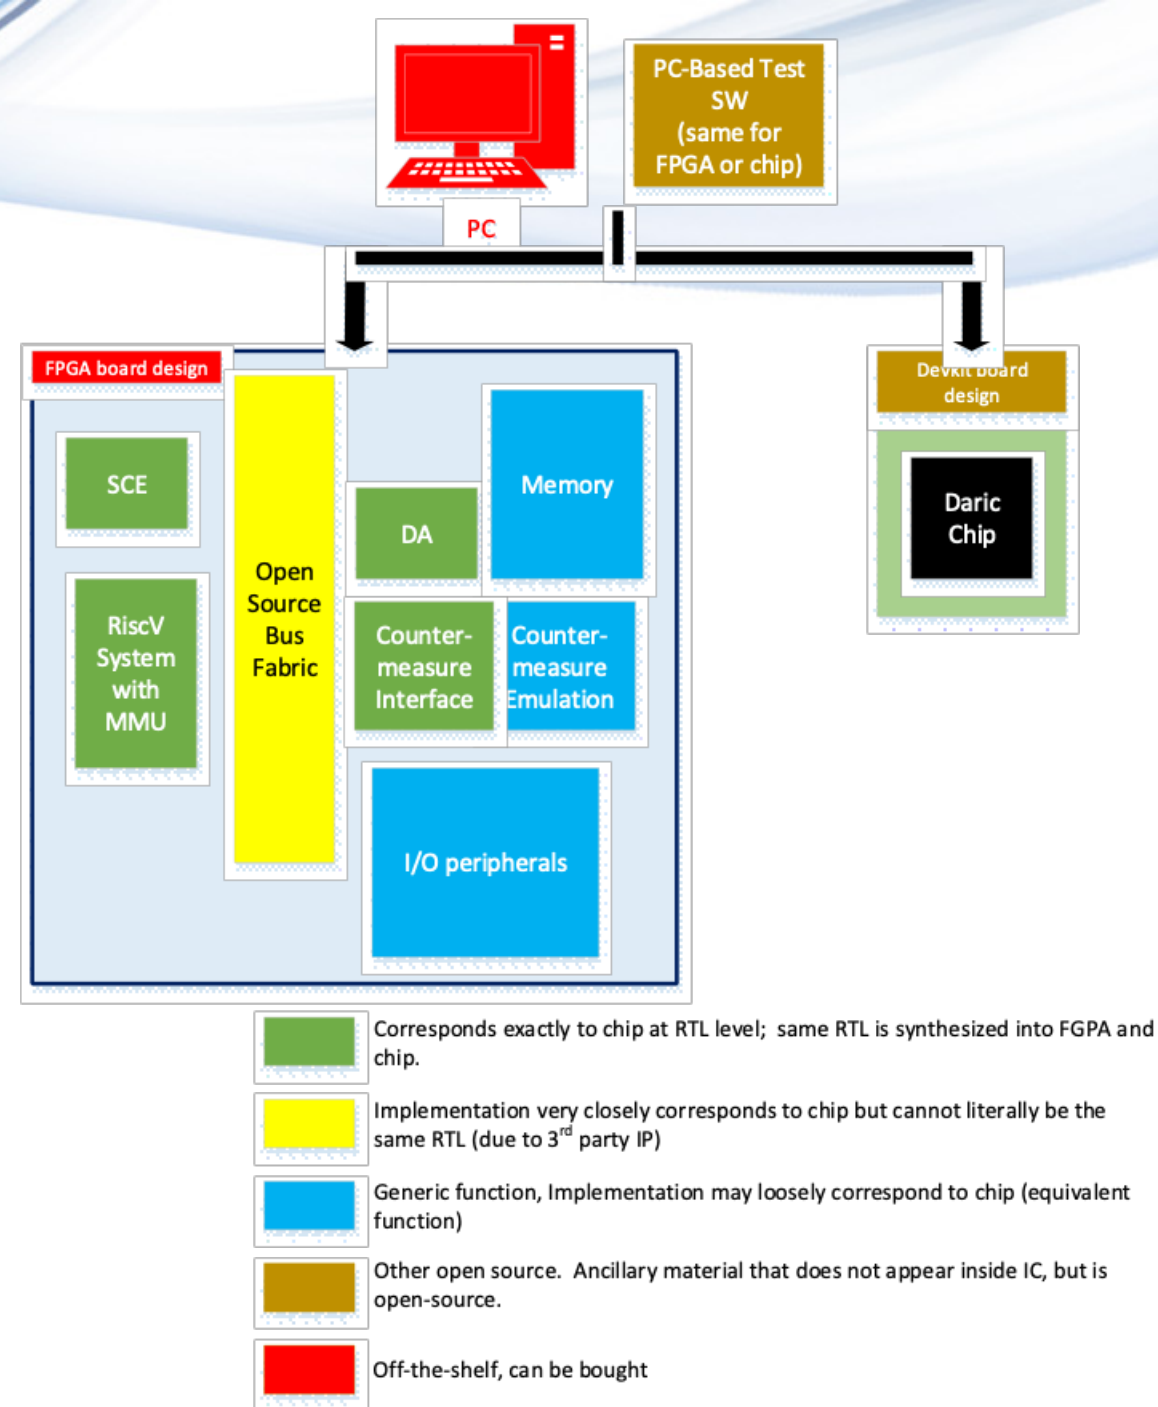 PC-Based Test
SW
(same for
FPGA or chip)
PC
FPGA board design
Devkit board
design
SCE
Memory
Daric
Chip
DA
Open
Source
Bus
Fabric
RiscV
System
with
MMU
Counter-
measure
Interface
Counter-
measure
Emulation
I/O peripherals
Corresponds exactly to chip at RTL level; same RTL is synthesized into FGPA and
chip.
Implementation very closely corresponds to chip but cannot literally be the
same RTL (due to 3rd party IP)
Generic function, Implementation may loosely correspond to chip (equivalent
function)
Other open source. Ancillary material that does not appear inside IC, but is
open-source.
Off-the-shelf, can be bought